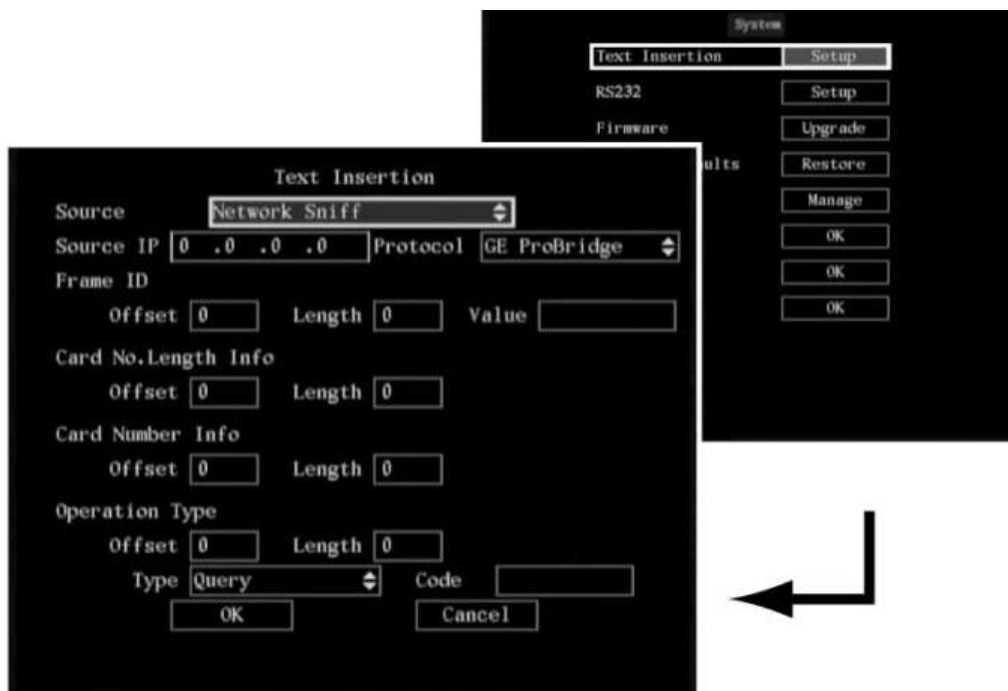 System
Text Insertion Setup
RS232 Setup
Firmware Upgrade
ults Restore
Manage
OK
OK
OK
Text Insertion
Source Network Sniff
Source IP 0 .0 .0 .0 Protocol GE ProBridge
Frame ID
Offset 0 Length 0 Value
Card No.Length Info
Offset 0 Length 0
Card Number Info
Offset 0 Length 0
Operation Type
Offset 0 Length 0
Type Query Code
OK Cancel